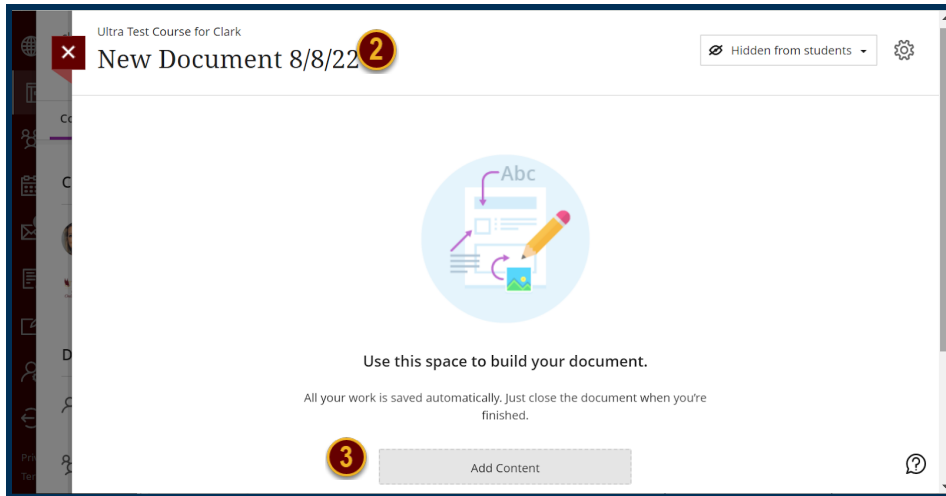 Ultra Test Course for Clark
New Document 8/8/22
2
Hidden from students
Abc
Use this space to build your document.
All your work is saved automatically. Just close the document when you're
finished.
3
Add Content